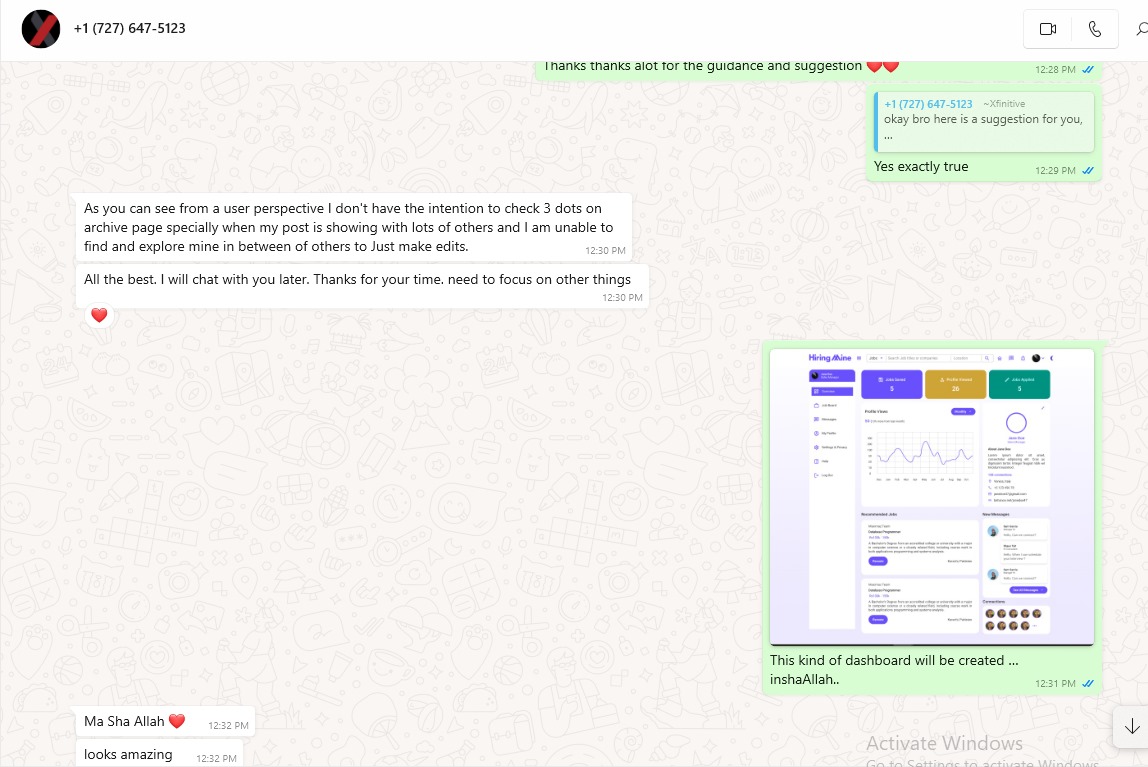 +1 (727) 647-5123
Thanks thanks alot for the guidance and suggestion ❤️❤️
12:28 PM
+1 (727) 647-5123 ~Xfinitive
okay bro here is a suggestion for you,
...
Yes exactly true
12:29 PM
As you can see from a user perspective I don't have the intention to check 3 dots on
archive page specially when my post is showing with lots of others and I am unable to
find and explore mine in between of others to Just make edits.
12:30 PM
All the best. I will chat with you later. Thanks for your time. need to focus on other things
12:30 PM
❤️
HiringMine
Jobs Saved
5
Profile Viewed
26
Jobs Applied
5
Profile Views
Recommended Jobs
Database Programmer
Database Programmer
New Messages
See All Messages
Connections
This kind of dashboard will be created ...
inshaAllah..
12:31 PM
Ma Sha Allah ❤️
12:32 PM
looks amazing
12:32 PM
Activate Windows
Go to Settings to activate Windows.